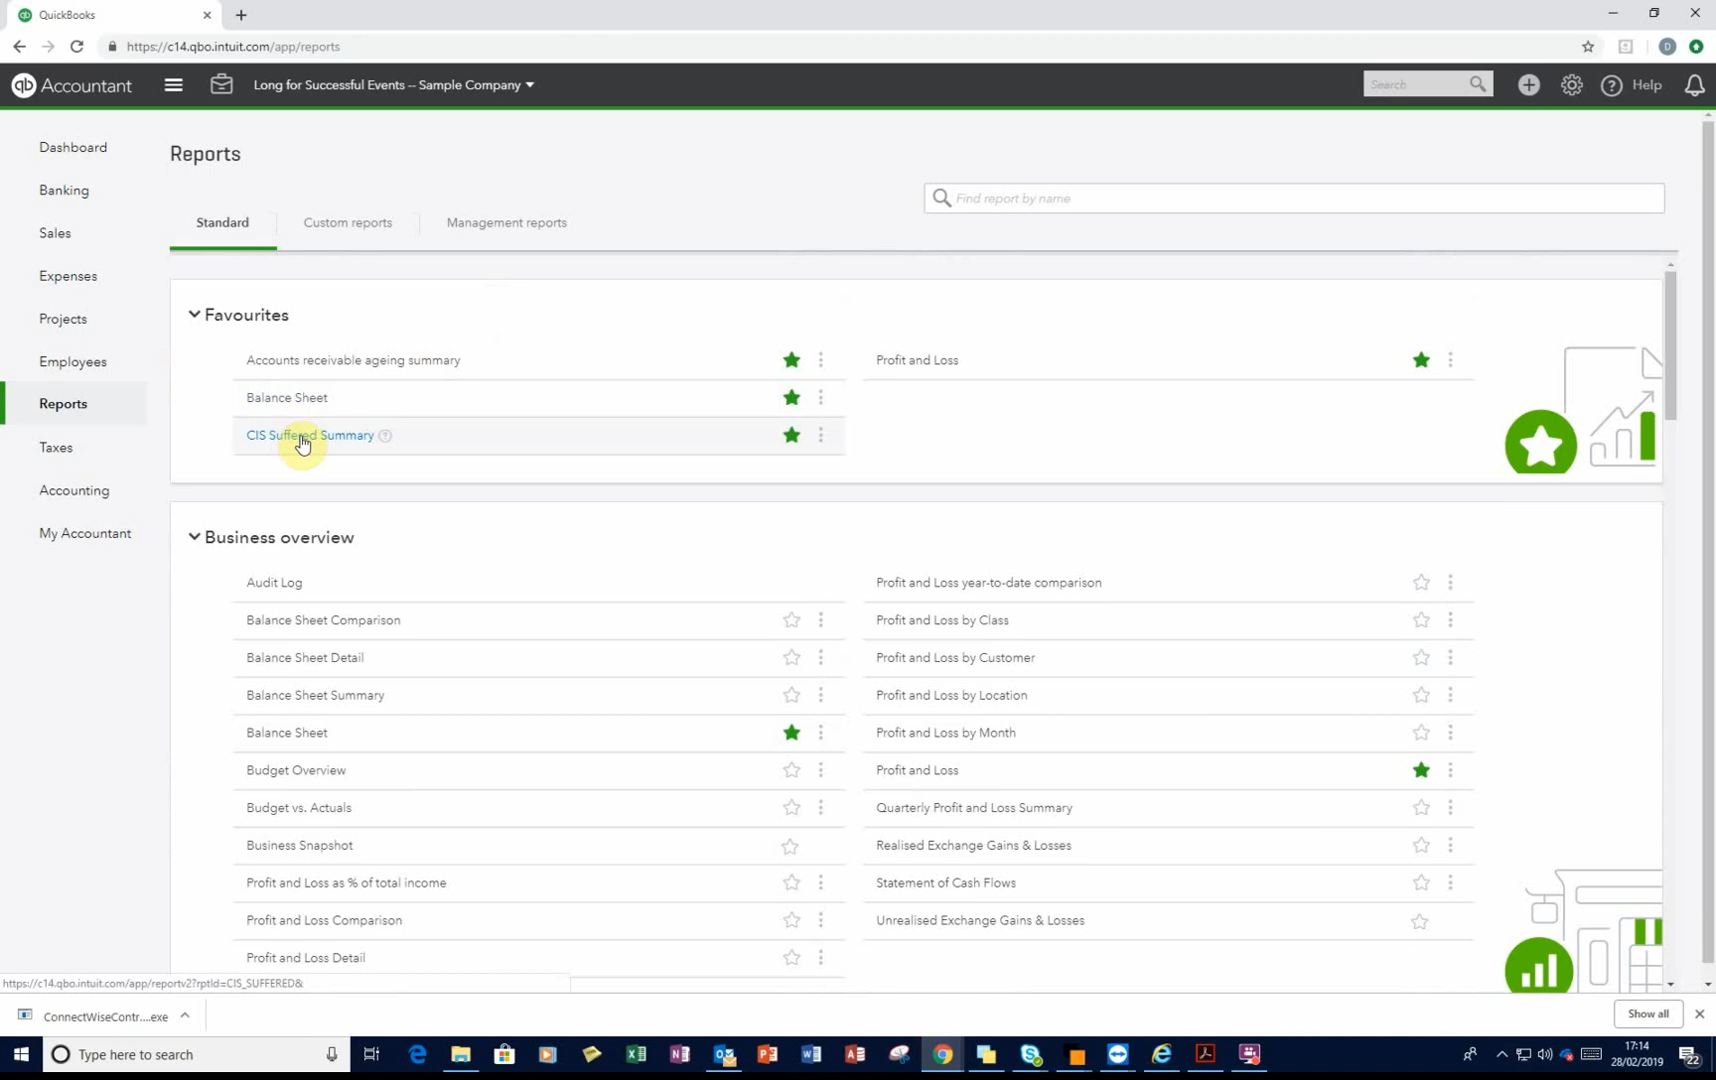 QuickBooks
https://c14.qbo.intuit.com/app/reports
D
qb Accountant
Long for Successful Events -- Sample Company
Search
Help
Dashboard
Banking
Sales
Expenses
Projects
Employees
Reports
Taxes
Accounting
My Accountant
Reports
Find report by name
Standard
Custom reports
Management reports
Favourites
Accounts receivable ageing summary
Profit and Loss
Balance Sheet
CIS Suffered Summary
Business overview
Audit Log
Profit and Loss year-to-date comparison
Balance Sheet Comparison
Profit and Loss by Class
Balance Sheet Detail
Profit and Loss by Customer
Balance Sheet Summary
Profit and Loss by Location
Balance Sheet
Profit and Loss by Month
Budget Overview
Profit and Loss
Budget vs. Actuals
Quarterly Profit and Loss Summary
Business Snapshot
Realised Exchange Gains & Losses
Profit and Loss as % of total income
Statement of Cash Flows
Profit and Loss Comparison
Unrealised Exchange Gains & Losses
Profit and Loss Detail
https://c14.qbo.intuit.com/app/reportv2?rptId=CIS_SUFFERED&
ConnectWiseContr....exe
Show all
Type here to search
17:14
28/02/2019
22